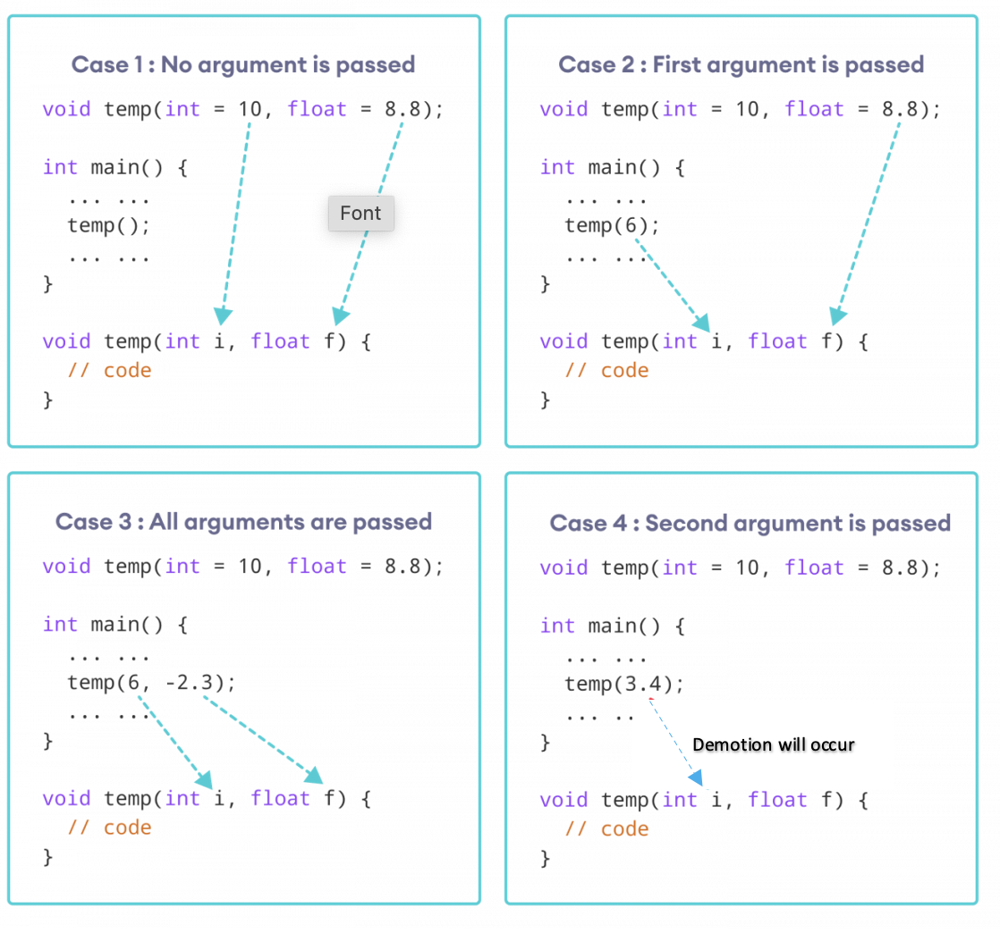 Case 1 : No argument is passed
void temp(int = 10, float = 8.8);
int main() {
... ...
temp();
... ...
}
void temp(int i, float f) {
// code
}
Font
Case 2 : First argument is passed
void temp(int = 10, float = 8.8);
int main() {
... ...
temp(6);
... ...
}
void temp(int i, float f) {
// code
}
Case 3 : All arguments are passed
void temp(int = 10, float = 8.8);
int main() {
... ...
temp(6, -2.3);
... ...
}
void temp(int i, float f) {
// code
}
Case 4 : Second argument is passed
void temp(int = 10, float = 8.8);
int main() {
... ...
temp(3.4);
... ..
}
Demotion will occur
void temp(int i, float f) {
// code
}